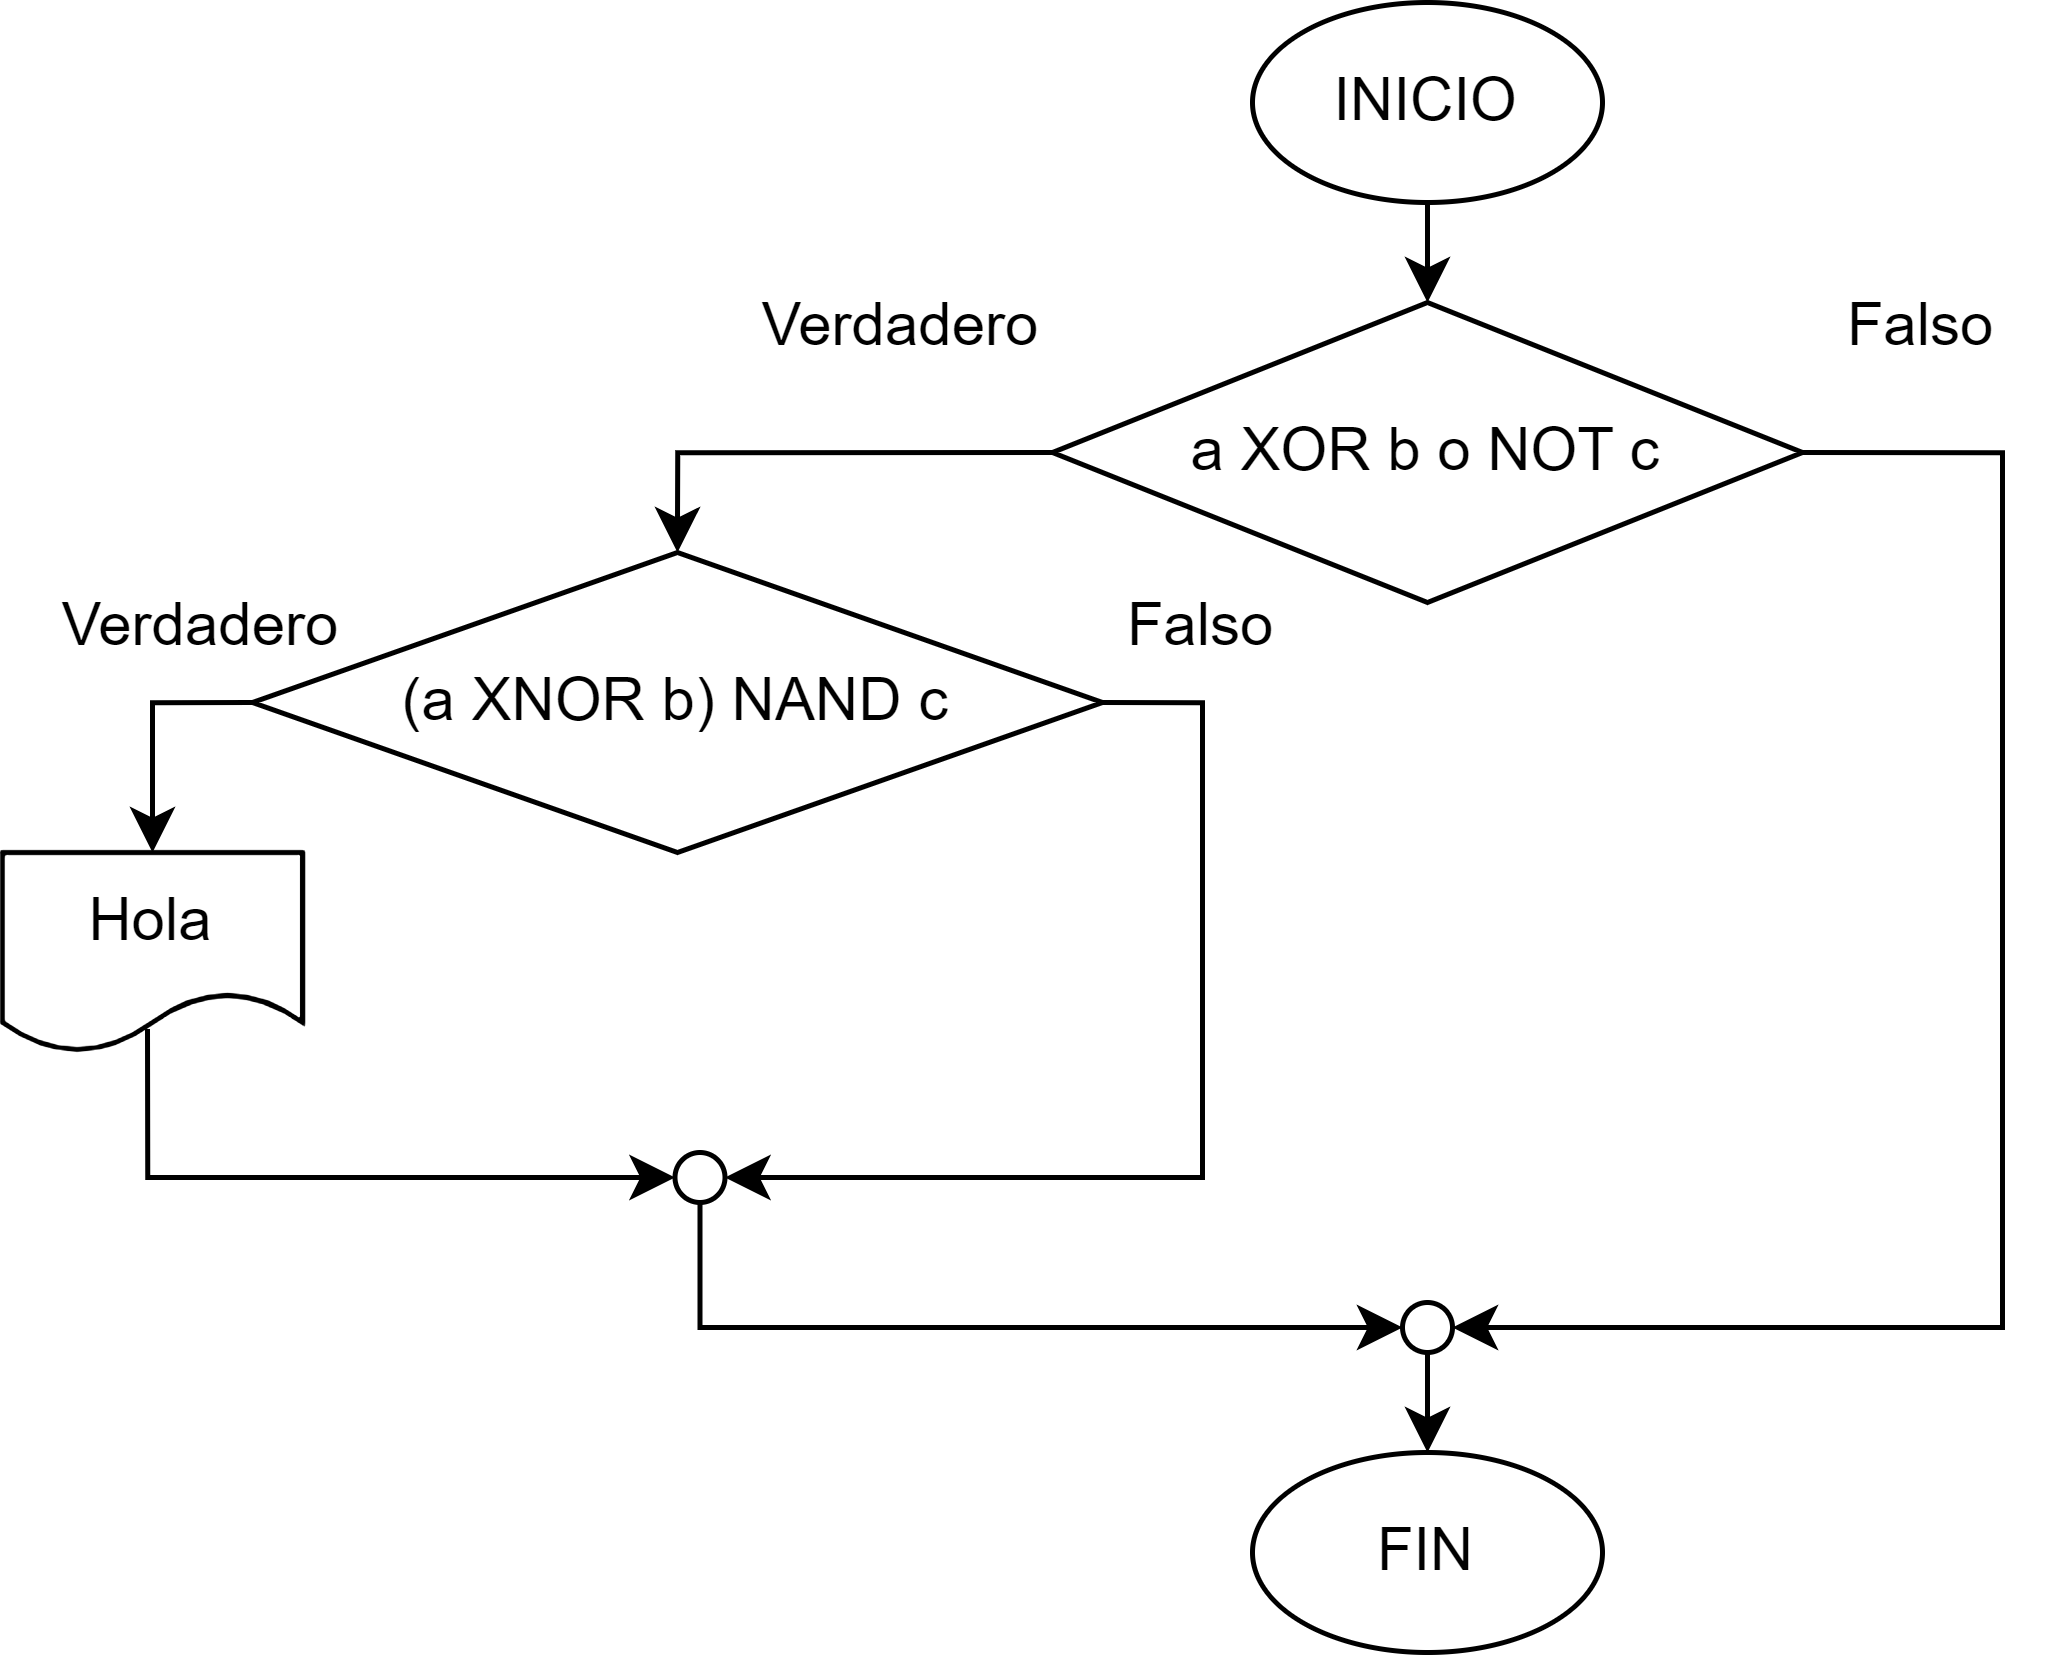 INICIO
Verdadero
Falso
a XOR b o NOT c
Verdadero
Falso
(a XNOR b) NAND c
Hola
FIN